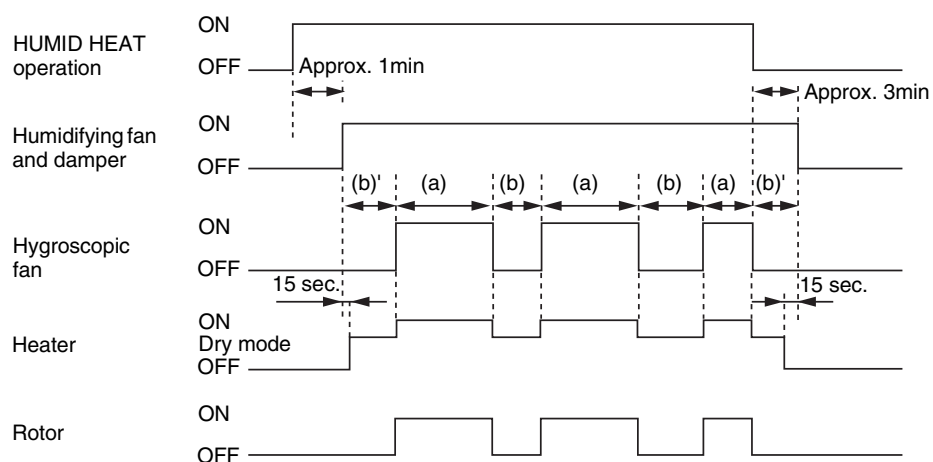 HUMID HEAT
operation
ON
OFF
Approx. 1min
Approx. 3min
Humidifying fan
and damper
ON
OFF
(b)' (a) (b) (a) (b) (a) (b)'
Hygroscopic
fan
ON
OFF
15 sec.
15 sec.
Heater
ON
Dry mode
OFF
Rotor
ON
OFF